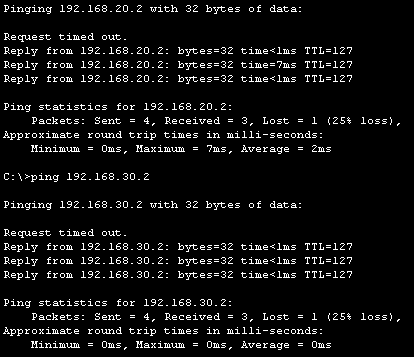 Pinging 192.168.20.2 with 32 bytes of data:
Request timed out.
Reply from 192.168.20.2: bytes=32 time<1ms TTL=127
Reply from 192.168.20.2: bytes=32 time=7ms TTL=127
Reply from 192.168.20.2: bytes=32 time<1ms TTL=127
Ping statistics for 192.168.20.2:
Packets: Sent = 4, Received = 3, Lost = 1 (25% loss),
Approximate round trip times in milli-seconds:
Minimum = 0ms, Maximum = 7ms, Average = 2ms
C:\>ping 192.168.30.2
Pinging 192.168.30.2 with 32 bytes of data:
Request timed out.
Reply from 192.168.30.2: bytes=32 time<1ms TTL=127
Reply from 192.168.30.2: bytes=32 time<1ms TTL=127
Reply from 192.168.30.2: bytes=32 time<1ms TTL=127
Ping statistics for 192.168.30.2:
Packets: Sent = 4, Received = 3, Lost = 1 (25% loss),
Approximate round trip times in milli-seconds:
Minimum = 0ms, Maximum = 0ms, Average = 0ms